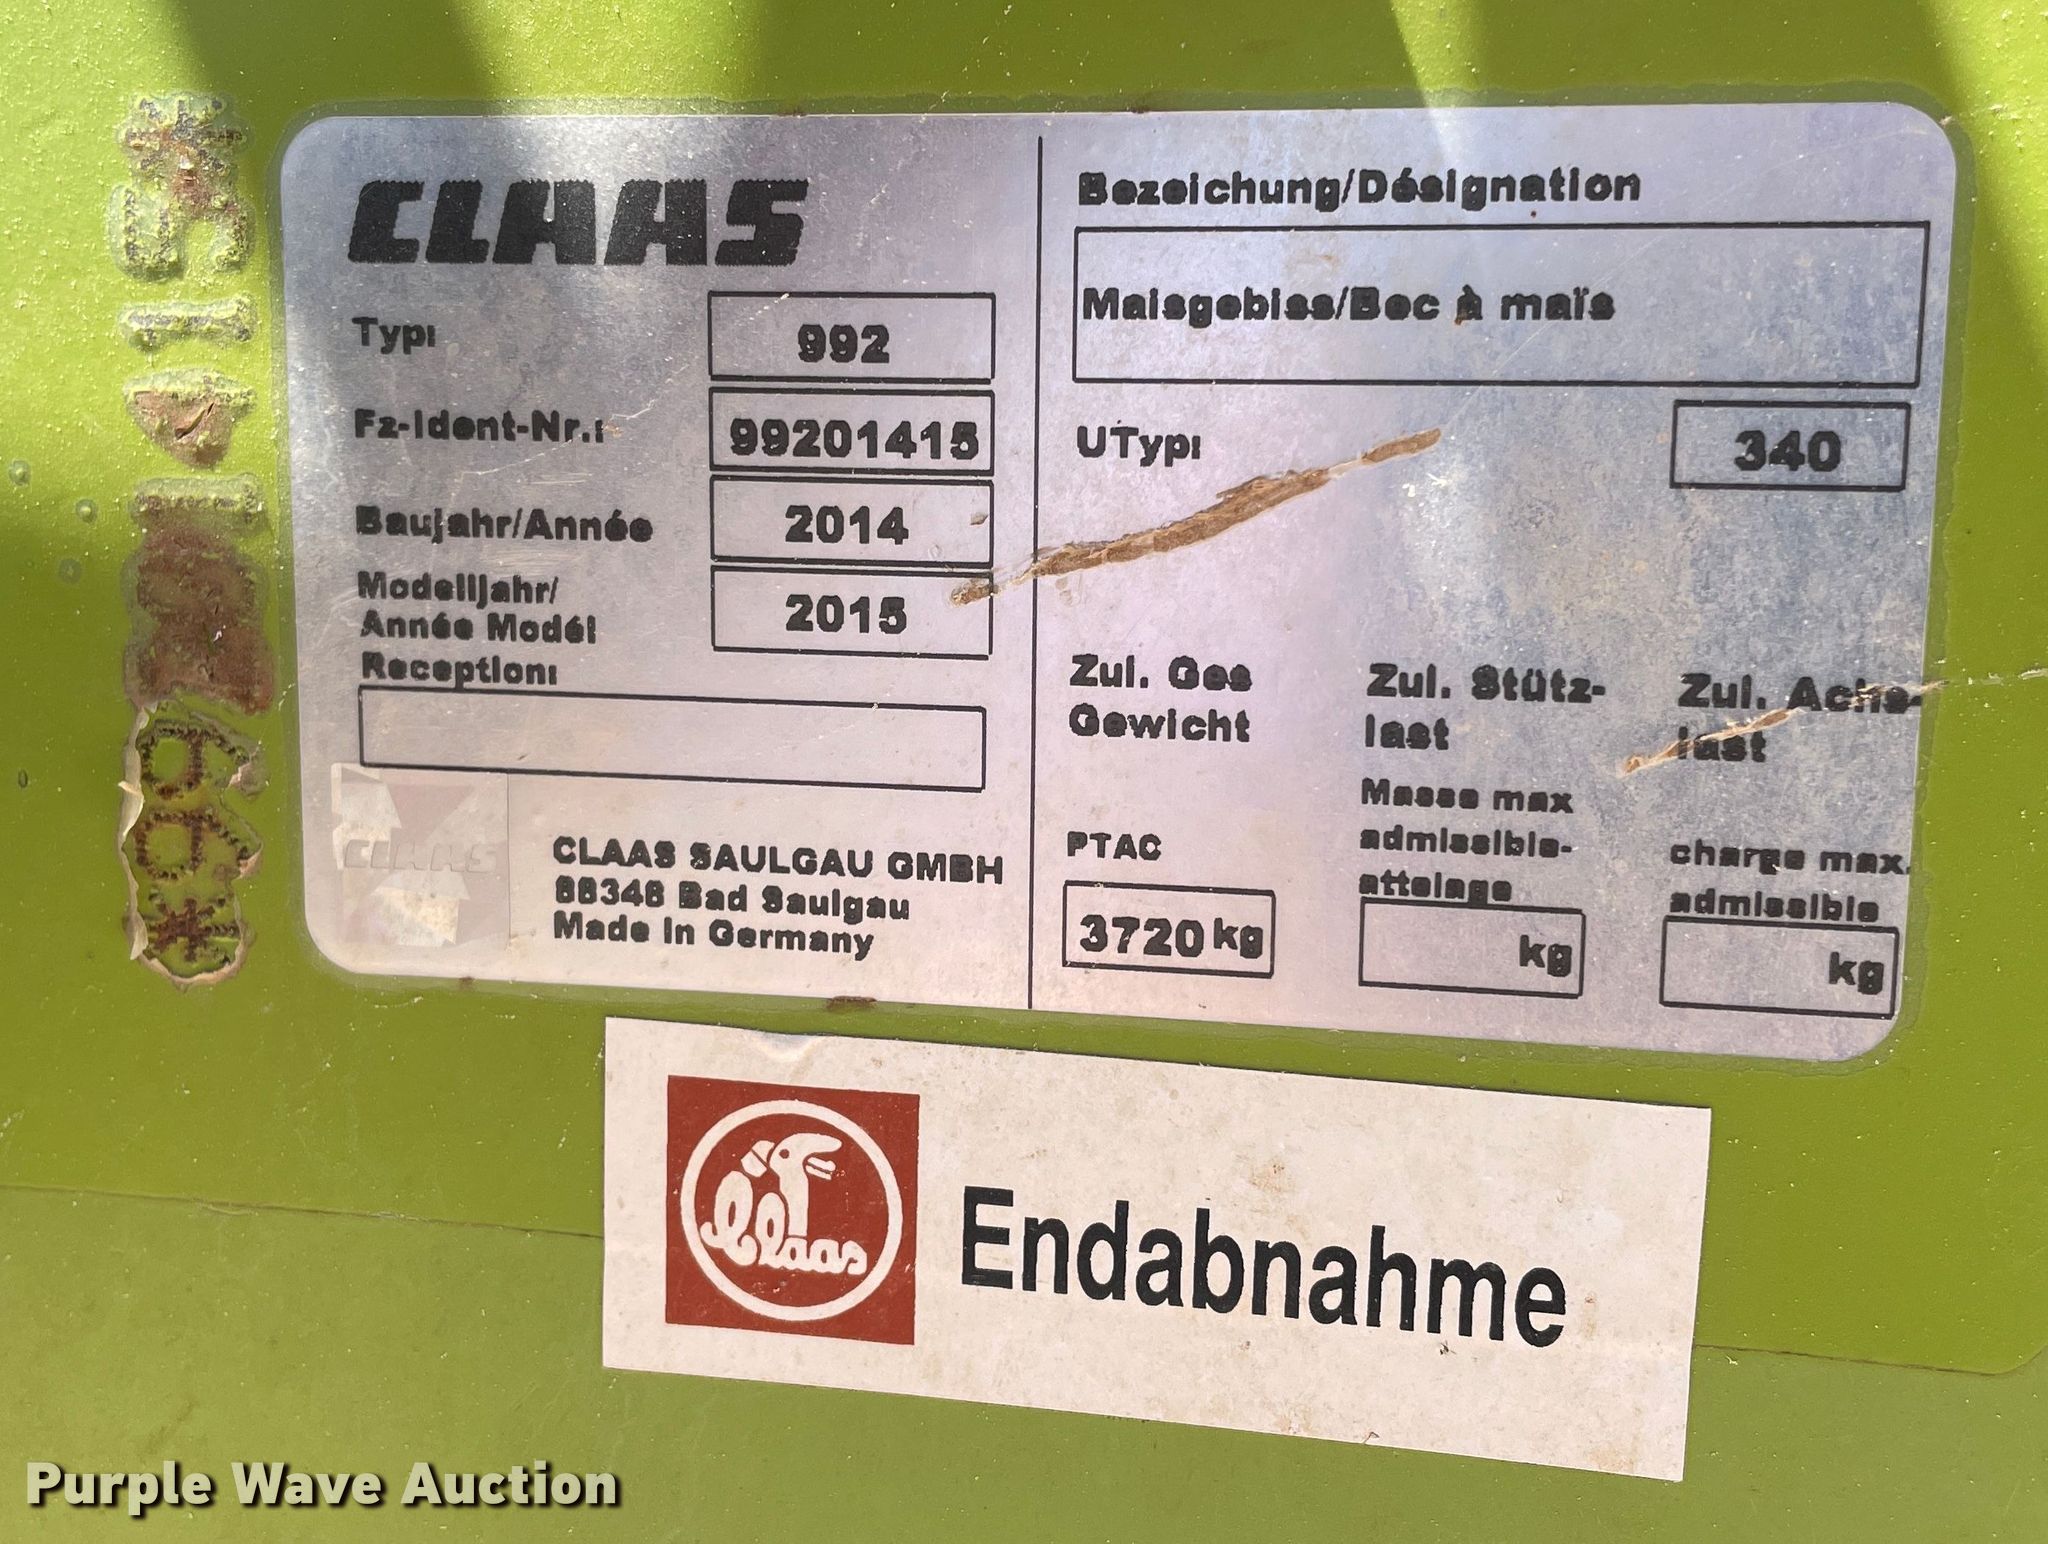 CLAAS
Typ: 992
Fz-Ident-Nr.: 99201415
Baujahr/Année 2014
Modelljahr/
Année Modél 2015
Reception:
CLAAS
CLAAS SAULGAU GMBH
88348 Bad Saulgau
Made in Germany
Bezeichung/Désignation
Maisgebiss/Bec à maïs
UTyp: 340
Zul. Ges
Gewicht
PTAC
3720 kg
Zul. Stütz-
last
Masse max
admissible-
attelage
kg
Zul. Achs-
last
charge max.
admissible
kg
Claas
Endabnahme
Purple Wave Auction